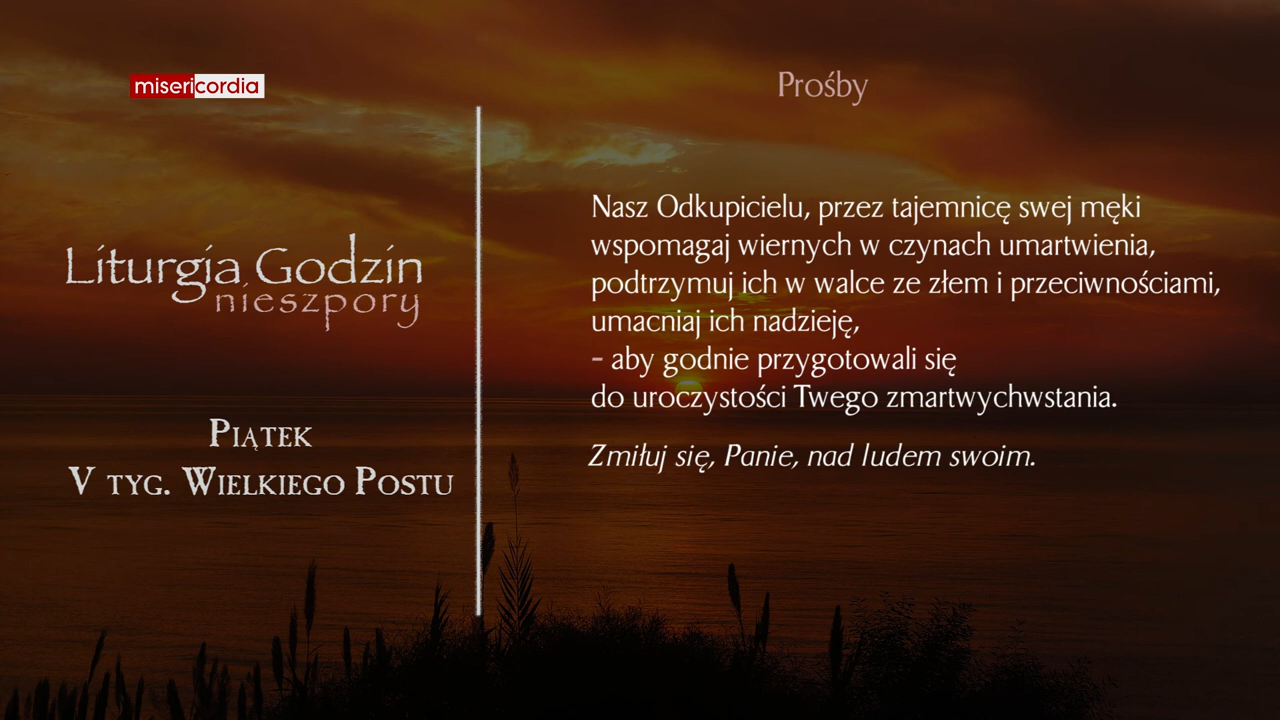 misericordia
Prośby
Liturgia Godzin
nieszpory
Piątek
V tyg. Wielkiego Postu
Nasz Odkupicielu, przez tajemnicę swej męki
wspomagaj wiernych w czynach umartwienia,
podtrzymuj ich w walce ze złem i przeciwnościami,
umacniaj ich nadzieję,
- aby godnie przygotowali się
do uroczystości Twego zmartwychwstania.
Zmiłuj się, Panie, nad ludem swoim.